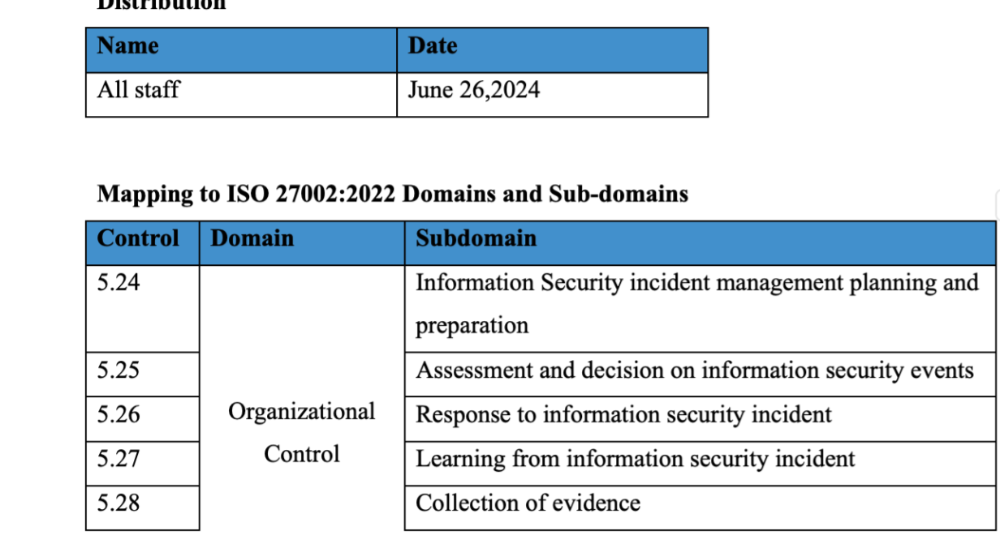 Distribution
Name Date
All staff June 26,2024
Mapping to ISO 27002:2022 Domains and Sub-domains
Control Domain Subdomain
5.24 Information Security incident management planning and
preparation
5.25 Assessment and decision on information security events
5.26 Organizational Response to information security incident
Control
5.27 Learning from information security incident
5.28 Collection of evidence